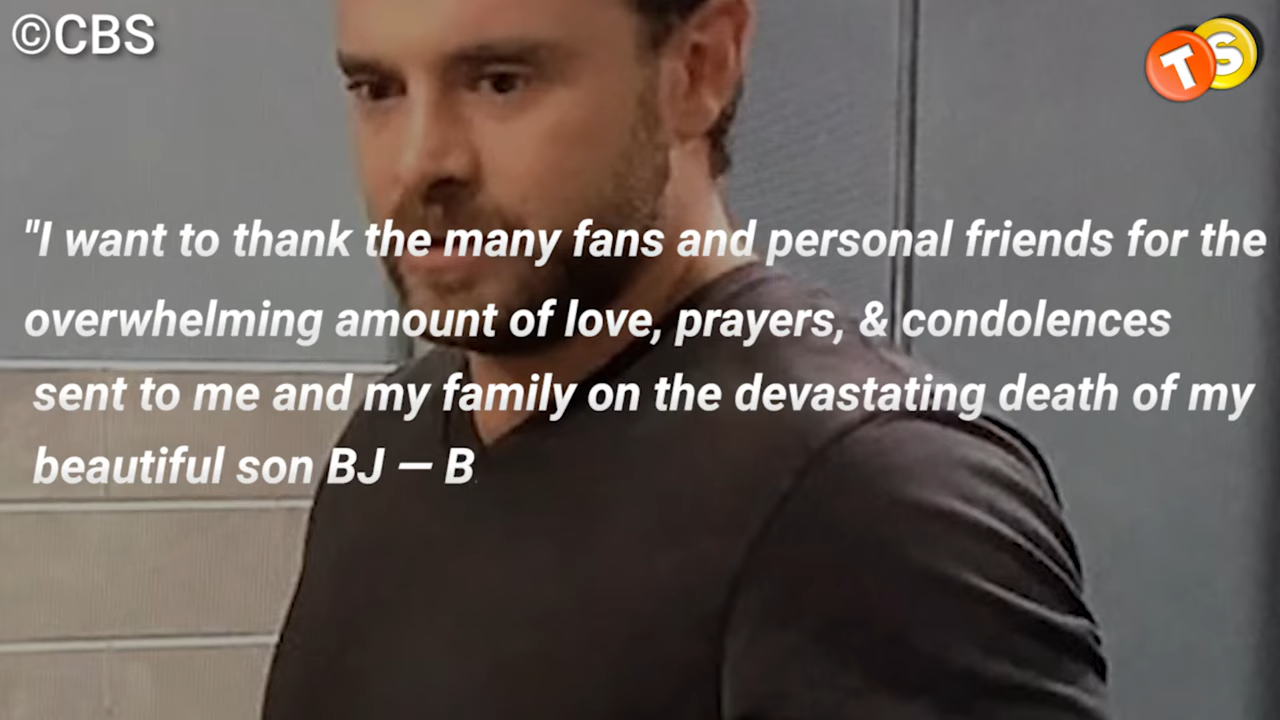 ©CBS
TS
"I want to thank the many fans and personal friends for the
overwhelming amount of love, prayers, & condolences
sent to me and my family on the devastating death of my
beautiful son BJ — B